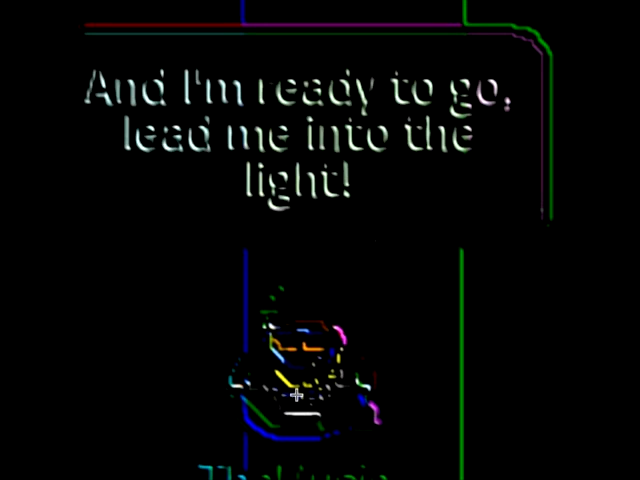 And I'm ready to go,
lead me into the
light!